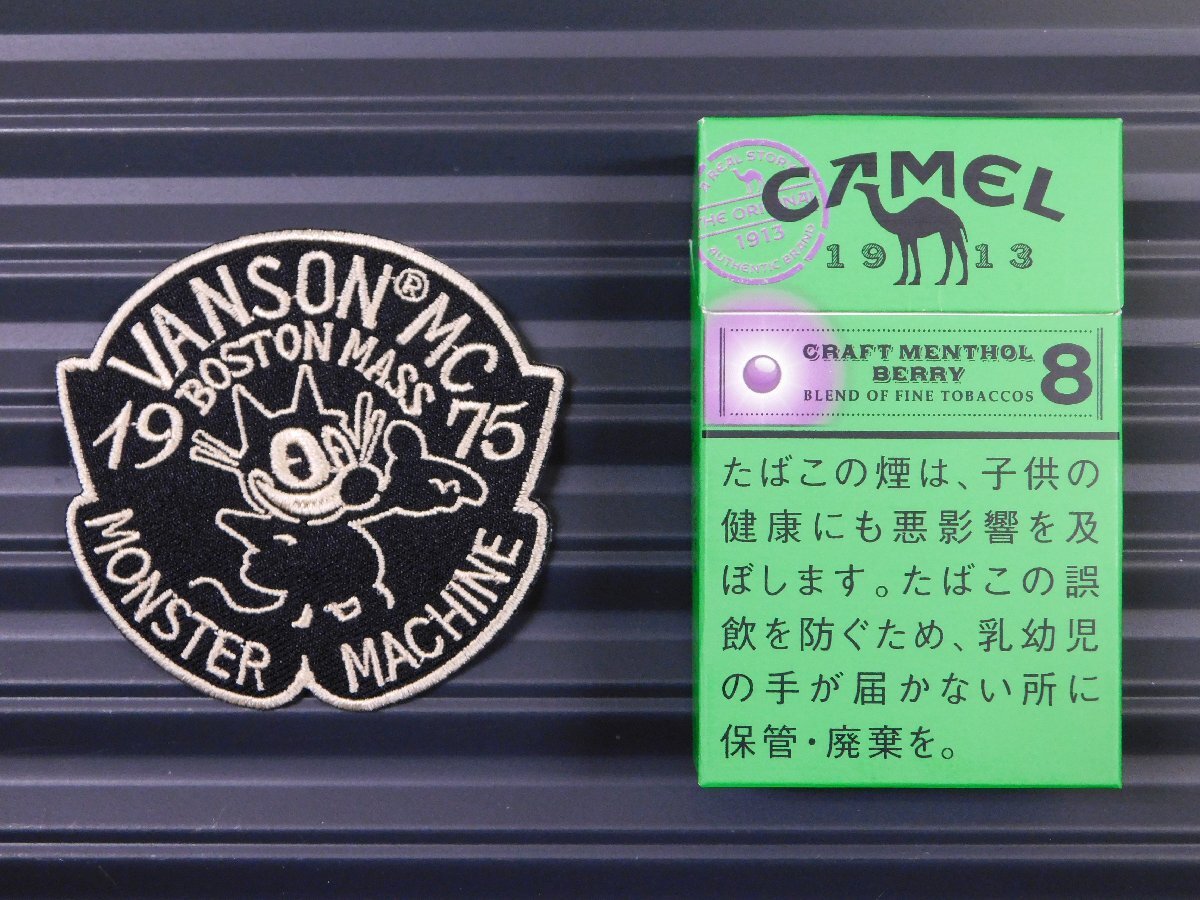 VANSON® MC
BOSTON MASS
1975
MONSTER
MACHINE
A REAL STORY
THE ORIGINAL
1913
AUTHENTIC BRAND
CAMEL
1913
CRAFT MENTHOL
BERRY
BLEND OF FINE TOBACCOS
8
たばこの煙は、子供の
健康にも悪影響を及
ぼします。たばこの誤
飲を防ぐため、乳幼児
の手が届かない所に
保管・廃棄を。